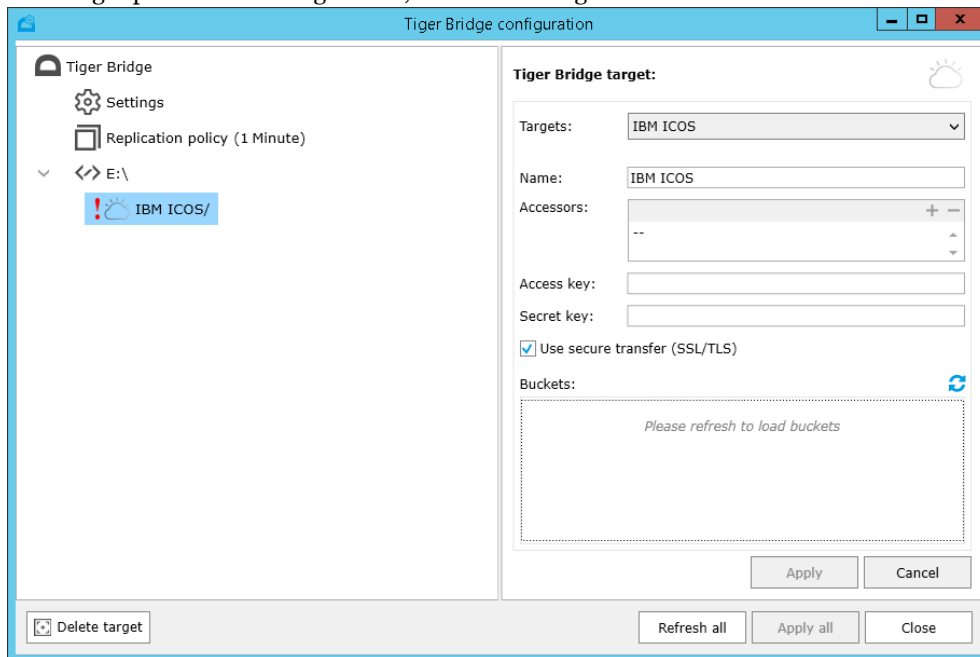 Tiger Bridge configuration
Tiger Bridge
Settings
Replication policy (1 Minute)
E:\
IBM ICOS/
Tiger Bridge target:
Targets: IBM ICOS
Name: IBM ICOS
Accessors:
--
Access key:
Secret key:
Use secure transfer (SSL/TLS)
Buckets:
Please refresh to load buckets
Apply Cancel
Delete target Refresh all Apply all Close